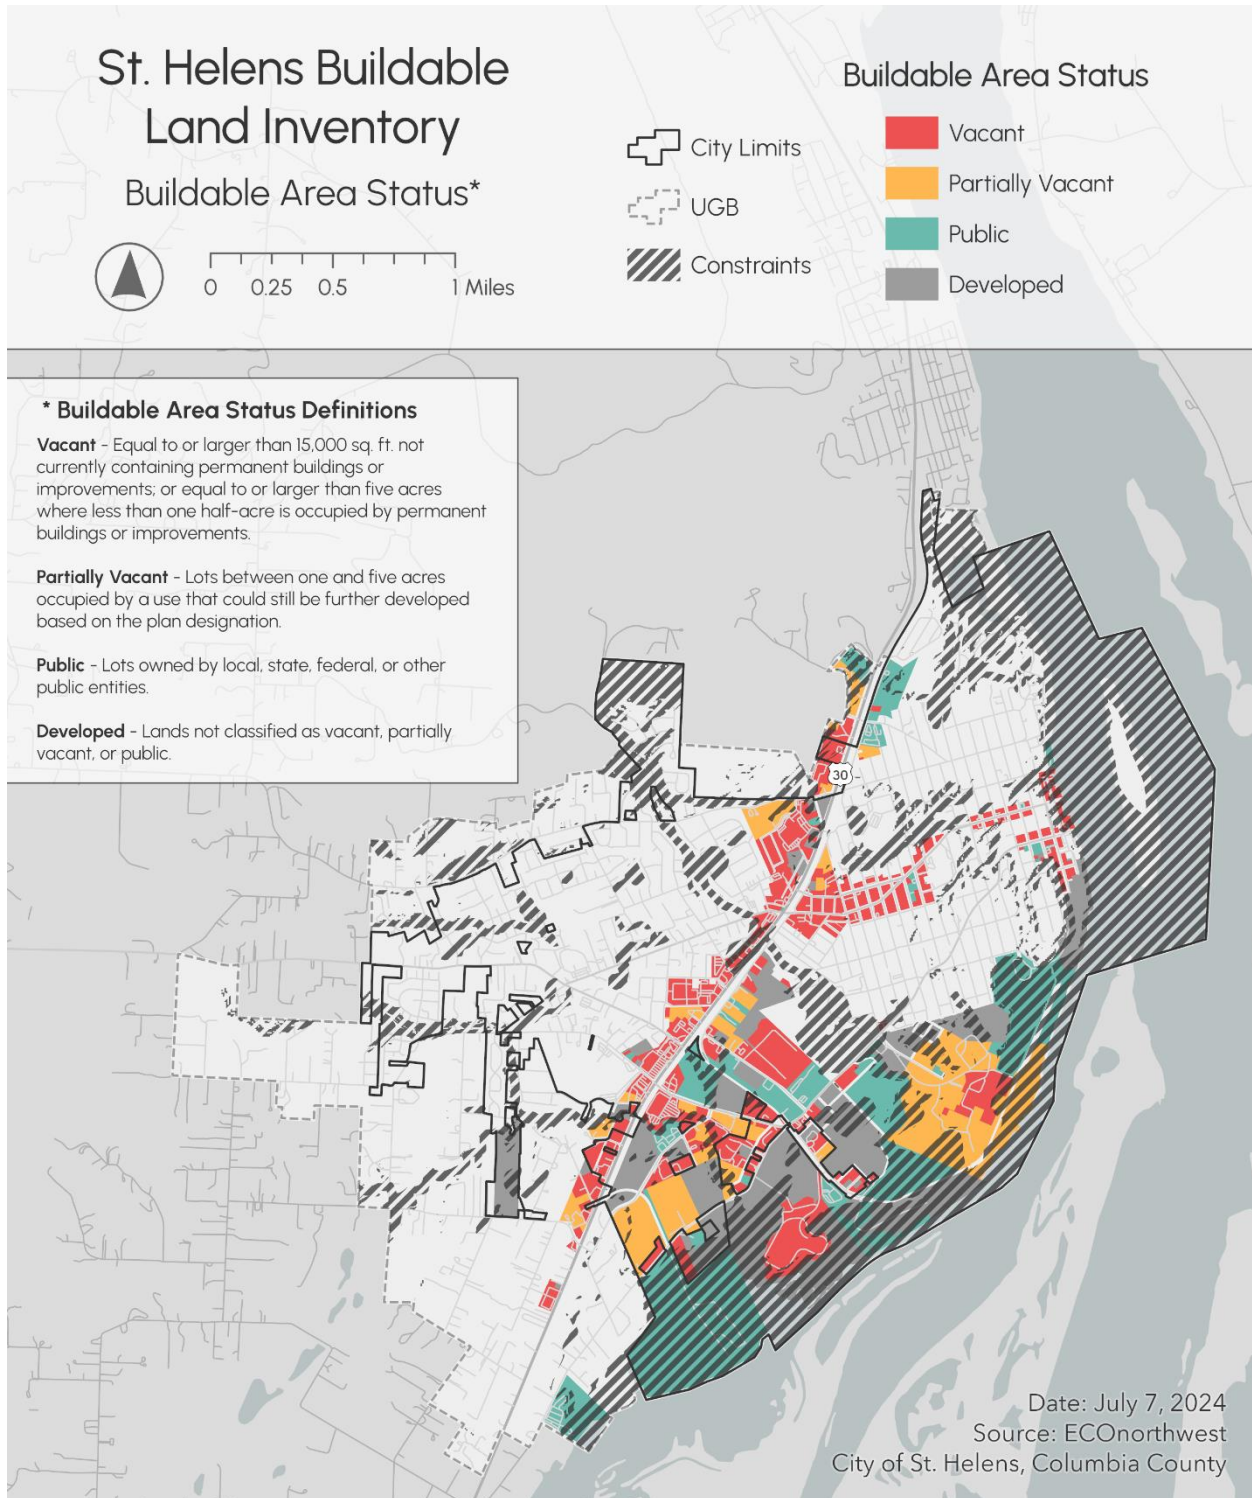 St. Helens Buildable
Land Inventory
Buildable Area Status*
0 0.25 0.5 1 Miles
City Limits
UGB
Constraints
Buildable Area Status
Vacant
Partially Vacant
Public
Developed
* Buildable Area Status Definitions
Vacant - Equal to or larger than 15,000 sq. ft. not
currently containing permanent buildings or
improvements; or equal to or larger than five acres
where less than one half-acre is occupied by permanent
buildings or improvements.
Partially Vacant - Lots between one and five acres
occupied by a use that could still be further developed
based on the plan designation.
Public - Lots owned by local, state, federal, or other
public entities.
Developed - Lands not classified as vacant, partially
vacant, or public.
30
Date: July 7, 2024
Source: ECOnorthwest
City of St. Helens, Columbia County